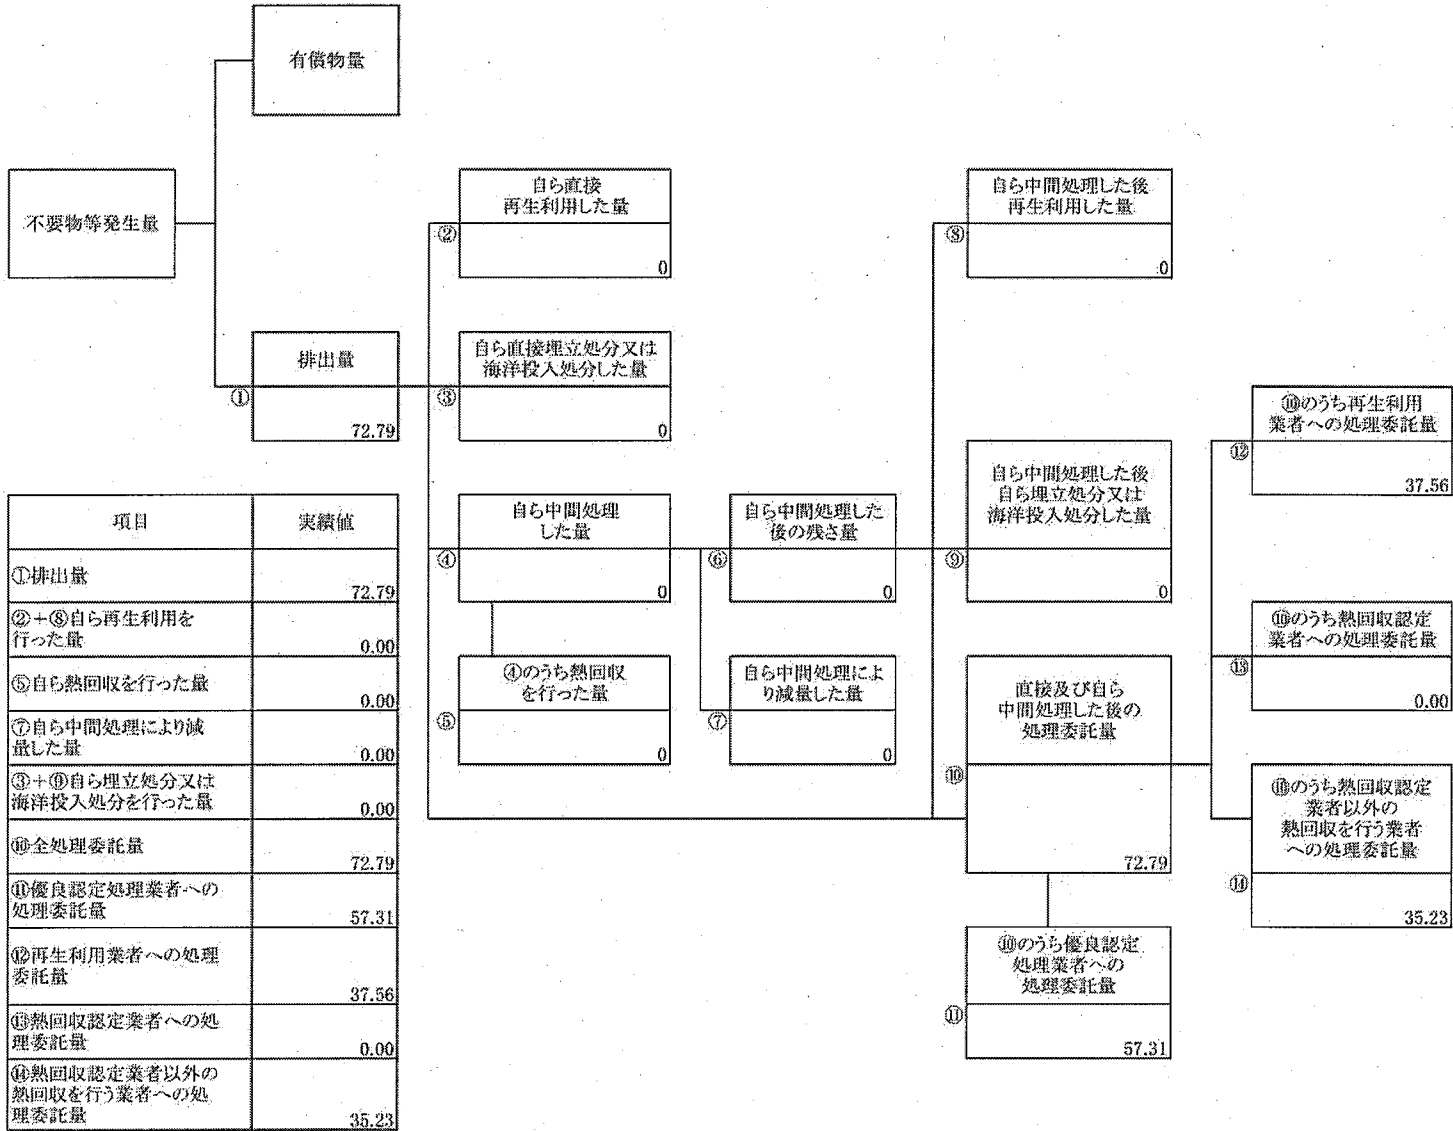 有償物量
不要物等発生量
自ら直接
再生利用した量
②
0
自ら中間処理した後
再生利用した量
⑧
0
排出量
①
72.79
自ら直接埋立処分又は
海洋投入処分した量
③
0
⑩のうち再生利用
業者への処理委託量
⑫
37.56
自ら中間処理
した量
④
0
自ら中間処理した
後の残さ量
⑥
0
自ら中間処理した後
自ら埋立処分又は
海洋投入処分した量
⑨
0
④のうち熱回収
を行った量
⑤
0
自ら中間処理によ
り減量した量
⑦
0
直接及び自ら
中間処理した後の
処理委託量
⑩
72.79
⑩のうち熱回収認定
業者への処理委託量
⑬
0.00
⑩のうち熱回収認定
業者以外の
熱回収を行う業者
への処理委託量
⑭
35.23
⑩のうち優良認定
処理業者への
処理委託量
⑪
57.31
項目 実績値
①排出量
72.79
②＋⑧自ら再生利用を
行った量
0.00
⑤自ら熱回収を行った量
0.00
⑦自ら中間処理により減
量した量
0.00
③＋⑨自ら埋立処分又は
海洋投入処分を行った量
0.00
⑩全処理委託量
72.79
⑪優良認定処理業者への
処理委託量
57.31
⑫再生利用業者への処理
委託量
37.56
⑬熱回収認定業者への処
理委託量
0.00
⑭熱回収認定業者以外の
熱回収を行う業者への処
理委託量
35.23